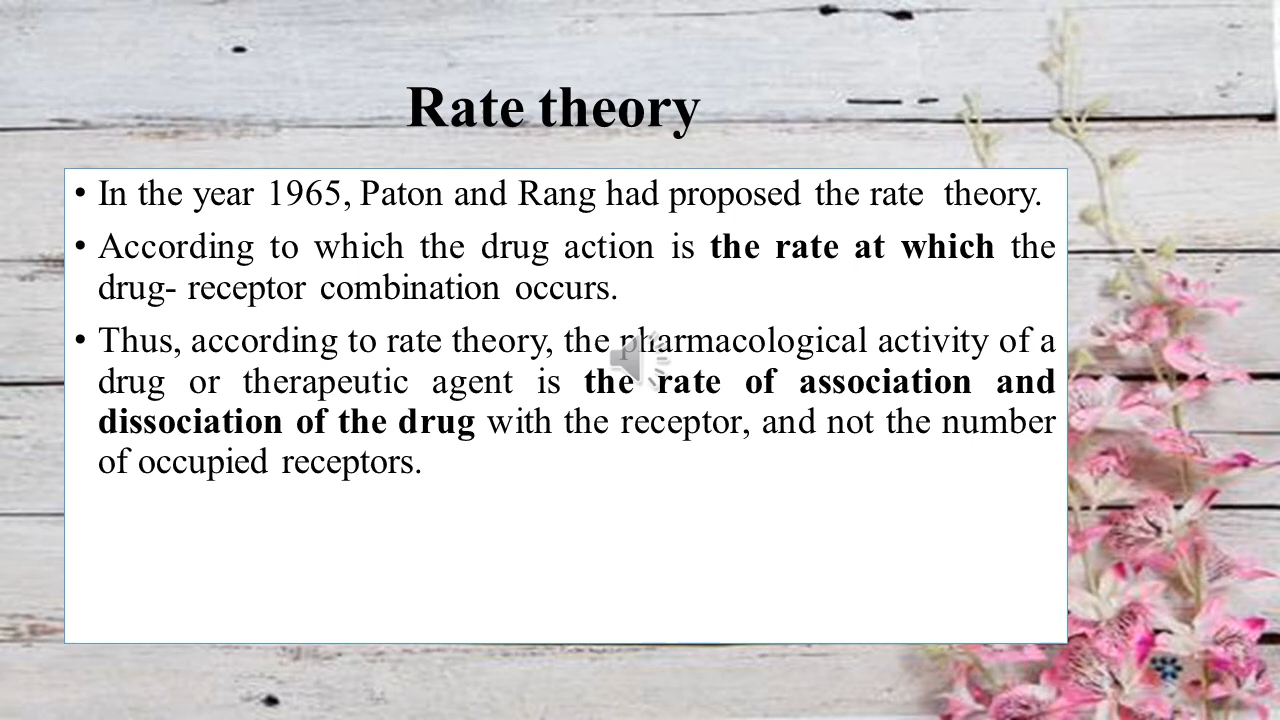 Rate theory
• In the year 1965, Paton and Rang had proposed the rate theory.
• According to which the drug action is the rate at which the
drug- receptor combination occurs.
• Thus, according to rate theory, the pharmacological activity of a
drug or therapeutic agent is the rate of association and
dissociation of the drug with the receptor, and not the number
of occupied receptors.